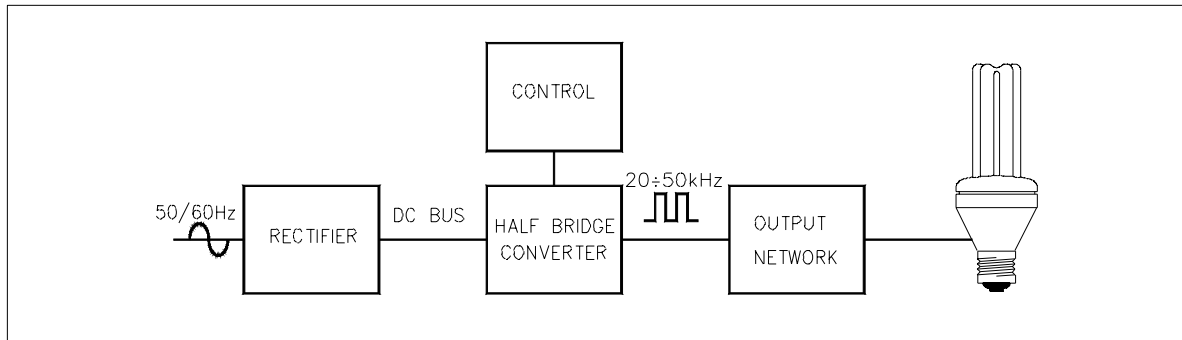 CONTROL
50/60Hz
RECTIFIER
DC BUS
HALF BRIDGE
CONVERTER
20÷50kHz
OUTPUT
NETWORK